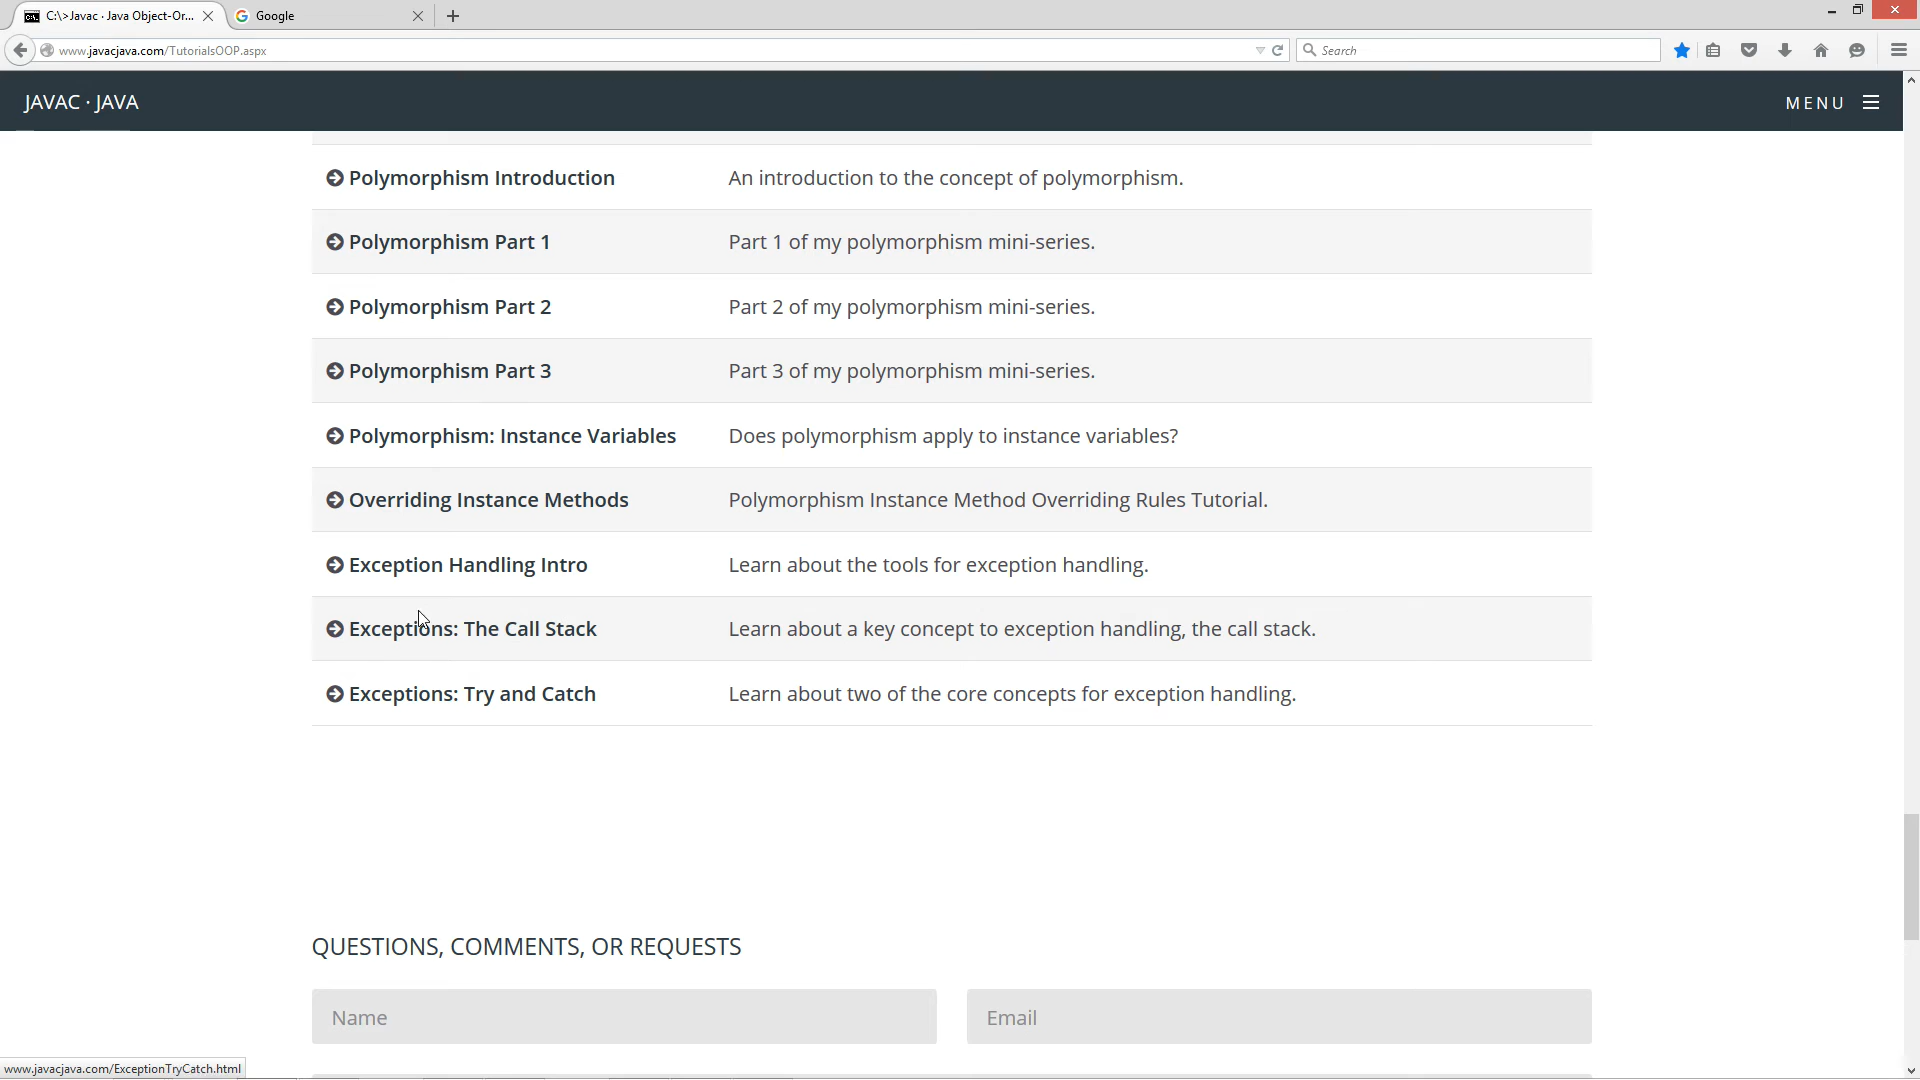 C:\>Javac · Java Object-Or...
Google
www.javacjava.com/TutorialsOOP.aspx
Search
JAVAC · JAVA
MENU
Polymorphism Introduction An introduction to the concept of polymorphism.
Polymorphism Part 1 Part 1 of my polymorphism mini-series.
Polymorphism Part 2 Part 2 of my polymorphism mini-series.
Polymorphism Part 3 Part 3 of my polymorphism mini-series.
Polymorphism: Instance Variables Does polymorphism apply to instance variables?
Overriding Instance Methods Polymorphism Instance Method Overriding Rules Tutorial.
Exception Handling Intro Learn about the tools for exception handling.
Exceptions: The Call Stack Learn about a key concept to exception handling, the call stack.
Exceptions: Try and Catch Learn about two of the core concepts for exception handling.
QUESTIONS, COMMENTS, OR REQUESTS
Name Email
www.javacjava.com/ExceptionTryCatch.html